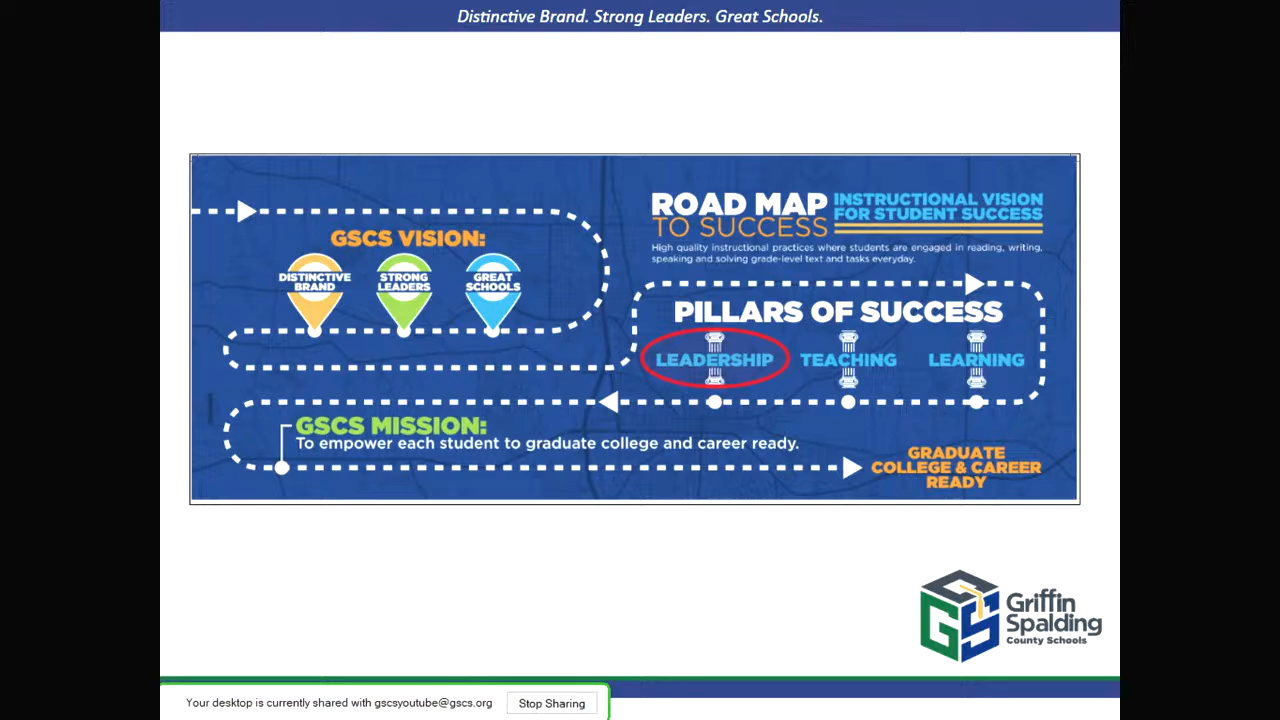 Distinctive Brand. Strong Leaders. Great Schools.
GSCS VISION:
DISTINCTIVE
BRAND
STRONG
LEADERS
GREAT
SCHOOLS
ROAD MAP
TO SUCCESS
INSTRUCTIONAL VISION
FOR STUDENT SUCCESS
High quality instructional practices where students are engaged in reading, writing,
speaking and solving grade-level text and tasks everyday.
PILLARS OF SUCCESS
LEADERSHIP
TEACHING
LEARNING
GSCS MISSION:
To empower each student to graduate college and career ready.
GRADUATE
COLLEGE & CAREER
READY
GCS
Griffin
Spalding
County Schools
Your desktop is currently shared with gscsyoutube@gscs.org
Stop Sharing